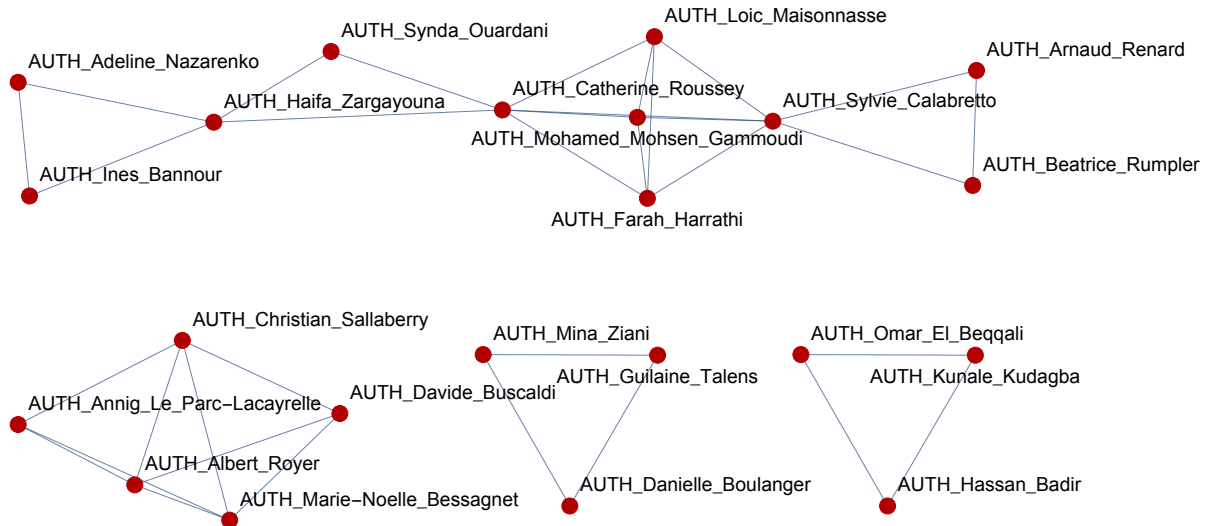 AUTH_Loic_Maisonnasse
AUTH_Synda_Ouardani
AUTH_Arnaud_Renard
AUTH_Adeline_Nazarenko
AUTH_Catherine_Roussey
AUTH_Haifa_Zargayouna
AUTH_Sylvie_Calabretto
AUTH_Mohamed_Mohsen_Gammoudi
AUTH_Beatrice_Rumpler
AUTH_Ines_Bannour
AUTH_Farah_Harrathi
AUTH_Christian_Sallaberry
AUTH_Mina_Ziani
AUTH_Omar_El_Beqqali
AUTH_Guilaine_Talens
AUTH_Kunale_Kudagba
AUTH_Davide_Buscaldi
AUTH_Annig_Le_Parc−Lacayrelle
AUTH_Albert_Royer
AUTH_Danielle_Boulanger
AUTH_Hassan_Badir
AUTH_Marie−Noelle_Bessagnet